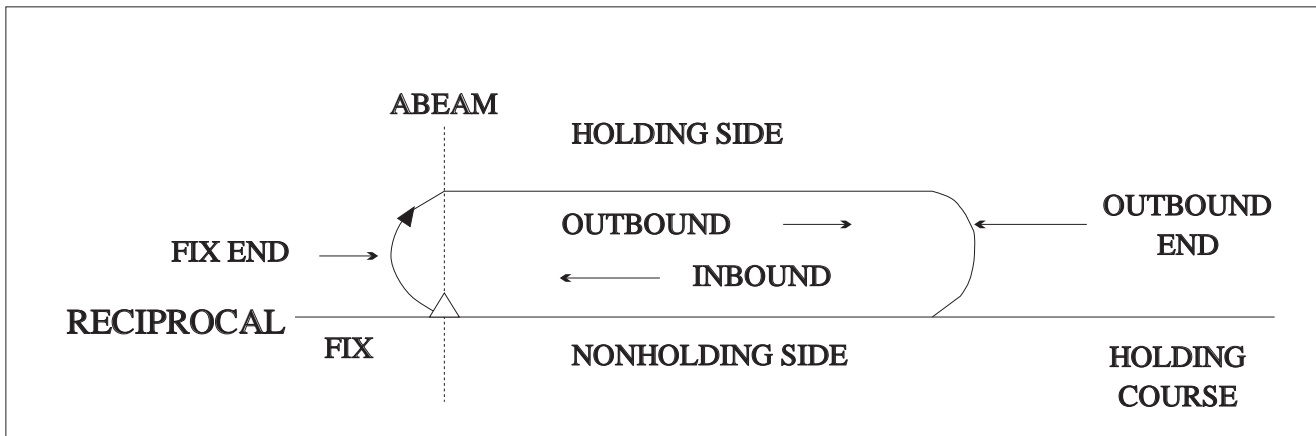 ABEAM
HOLDING SIDE
OUTBOUND
OUTBOUND
END
FIX END
INBOUND
RECIPROCAL
FIX
NONHOLDING SIDE
HOLDING
COURSE